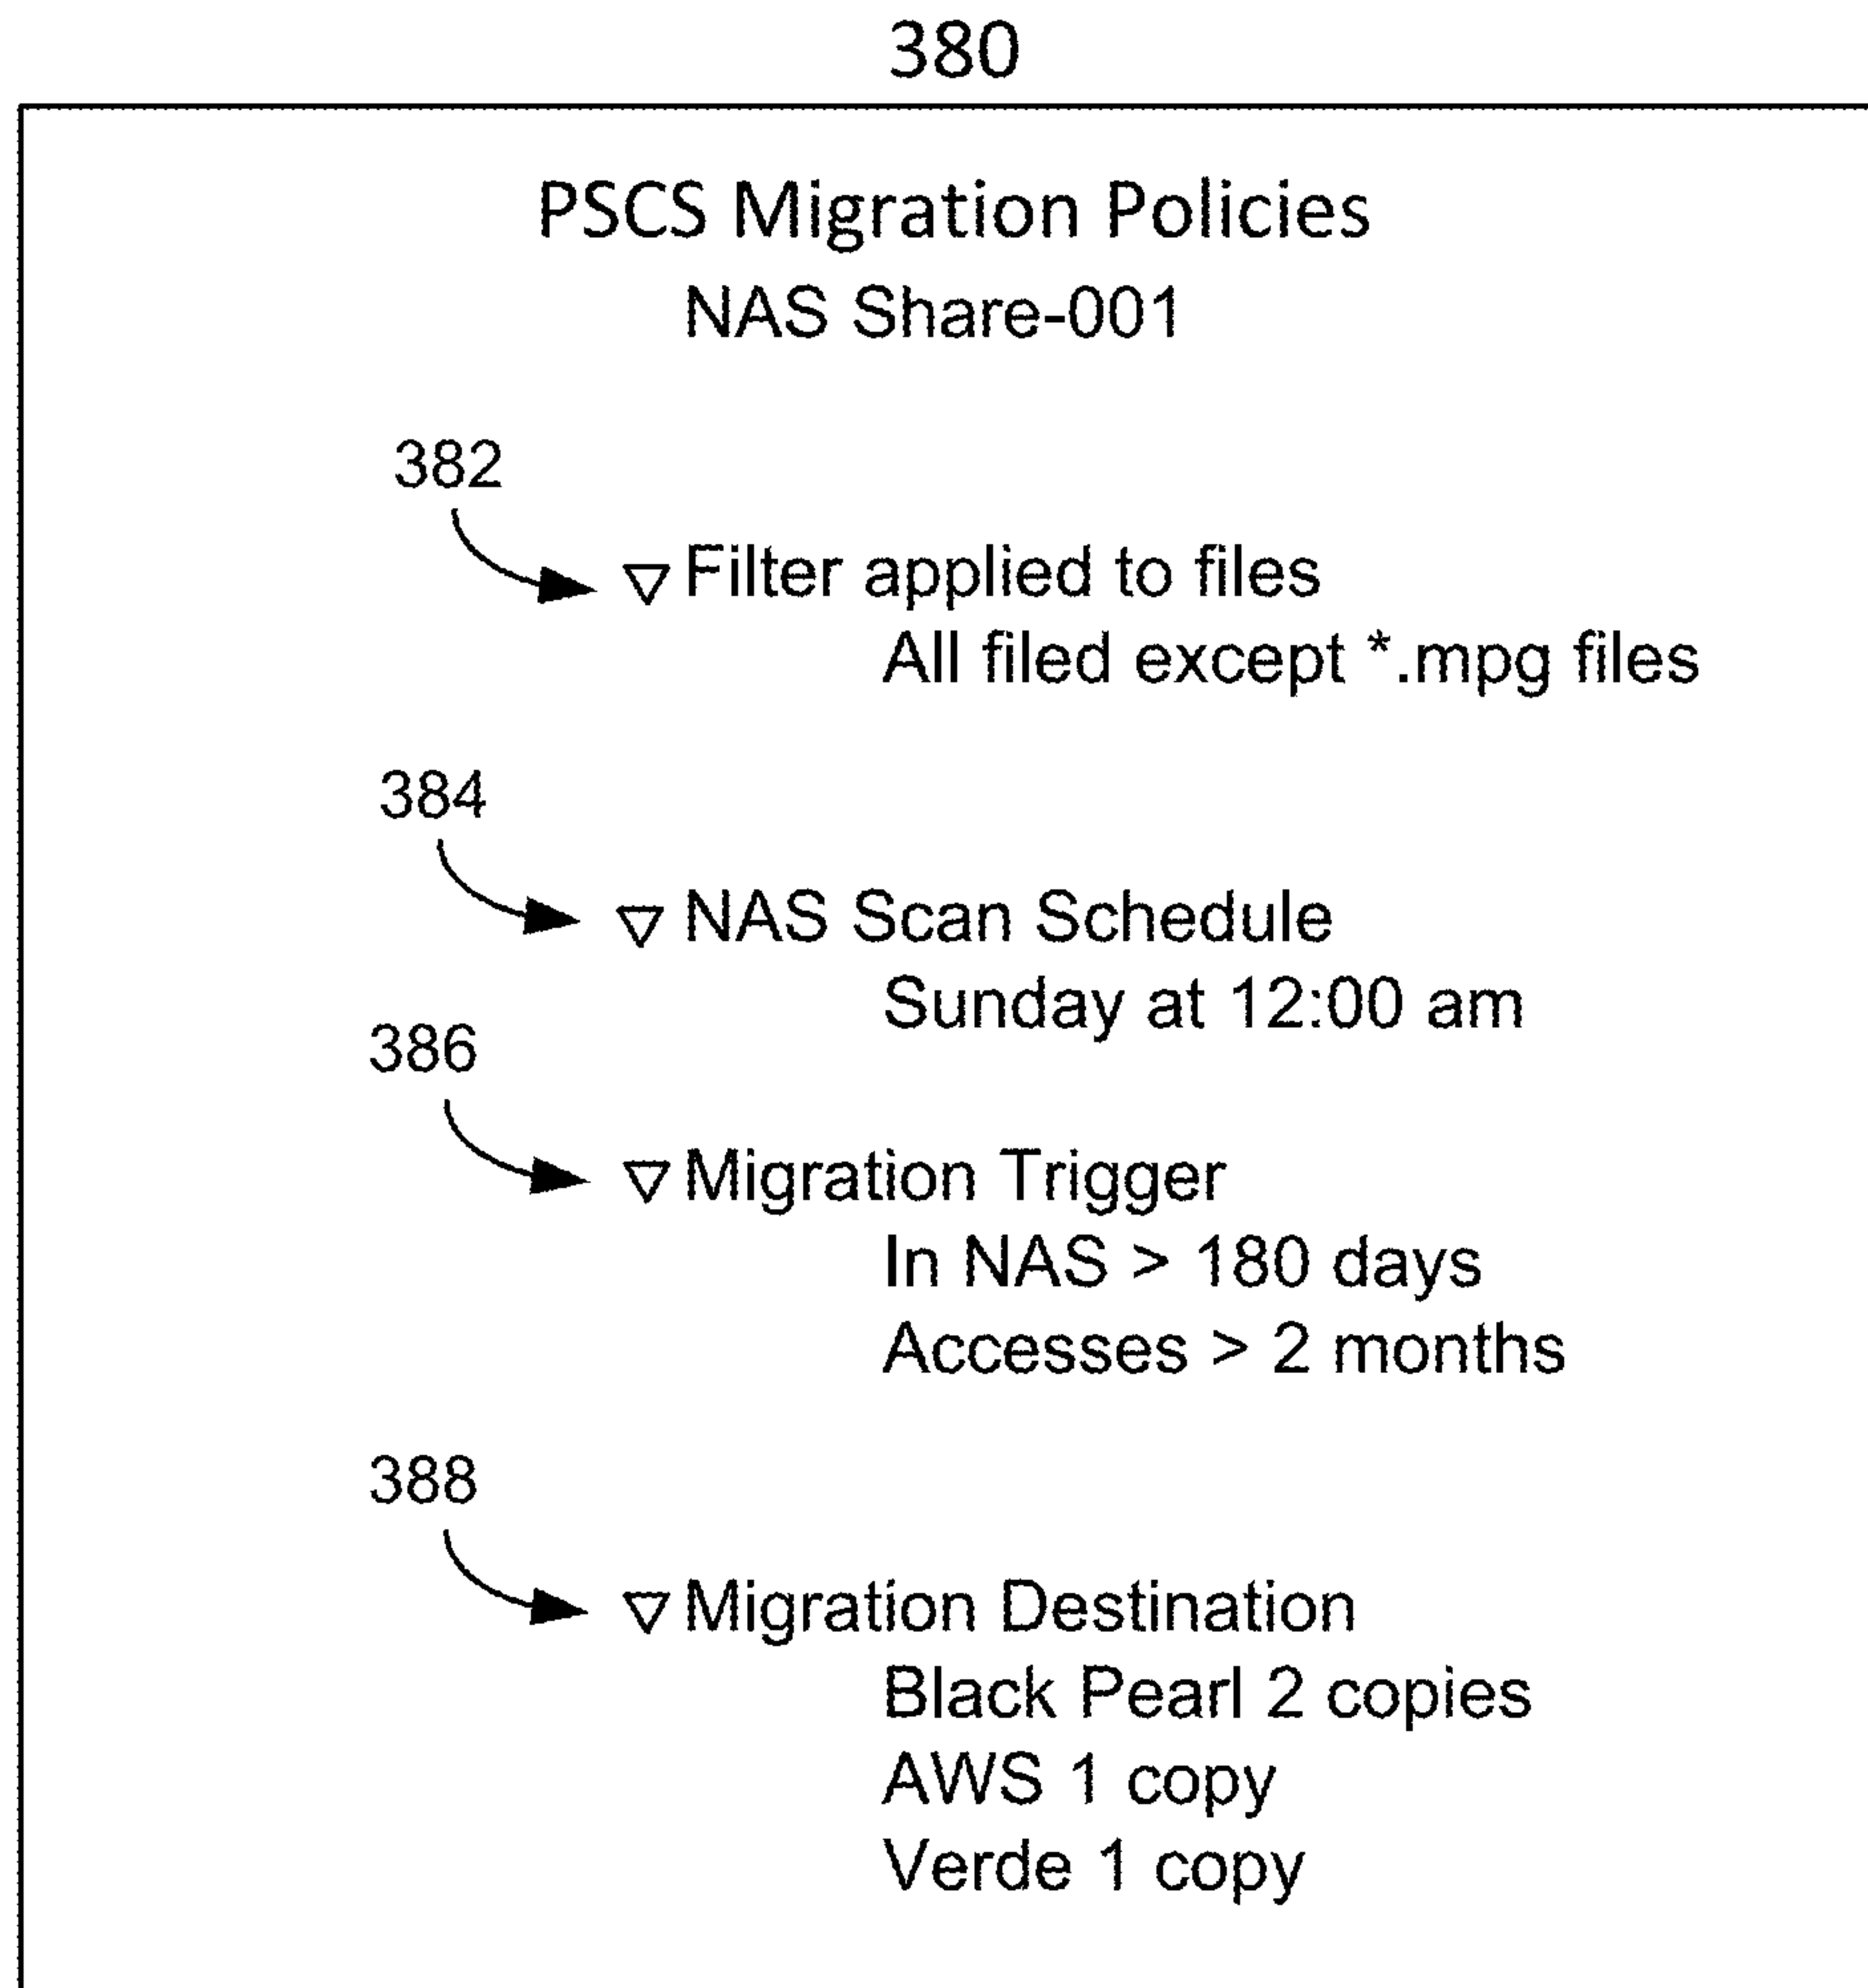 380
PSCS Migration Policies
NAS Share-001
382
▽ Filter applied to files
All filed except *.mpg files
384
▽ NAS Scan Schedule
Sunday at 12:00 am
386
▽ Migration Trigger
In NAS > 180 days
Accesses > 2 months
388
▽ Migration Destination
Black Pearl 2 copies
AWS 1 copy
Verde 1 copy